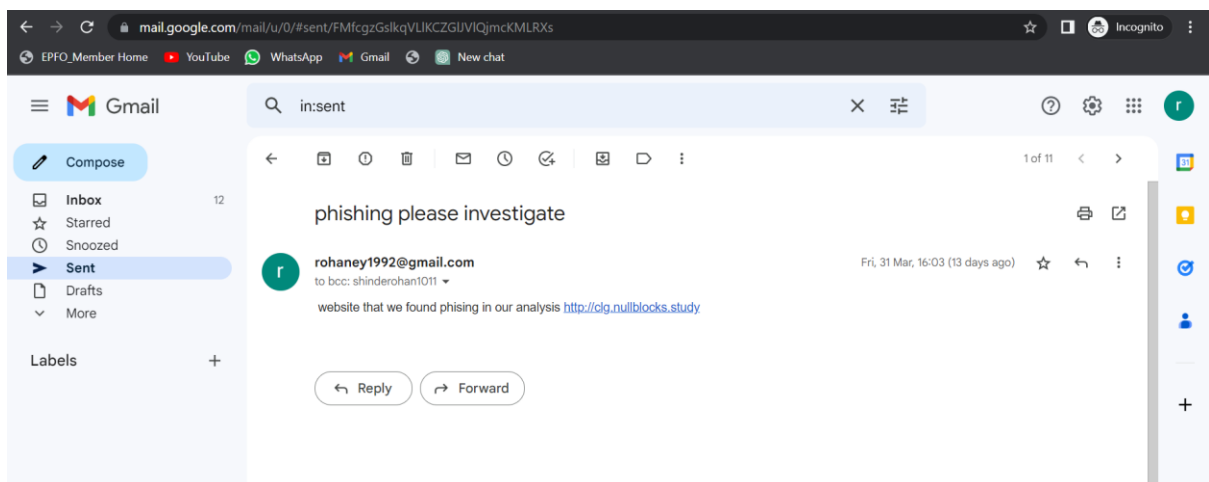 mail.google.com/mail/u/0/#sent/FMfcgzGslkqVLlKCZGlJVlQjmcKMLRXs
Incognito
EPFO_Member Home YouTube WhatsApp Gmail New chat
Gmail
in:sent
r
Compose
1 of 11
31
Inbox 12
Starred
Snoozed
Sent
Drafts
More
Labels
phishing please investigate
r
rohaney1992@gmail.com Fri, 31 Mar, 16:03 (13 days ago)
to bcc: shinderohan1011
website that we found phising in our analysis http://clg.nullblocks.study
Reply Forward